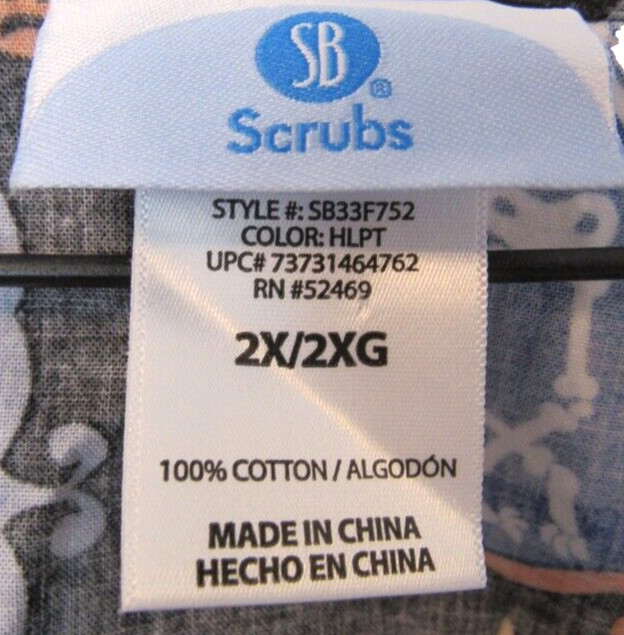 SB®
Scrubs
STYLE #: SB33F752
COLOR: HLPT
UPC# 73731464762
RN #52469
2X/2XG
100% COTTON / ALGODÓN
MADE IN CHINA
HECHO EN CHINA